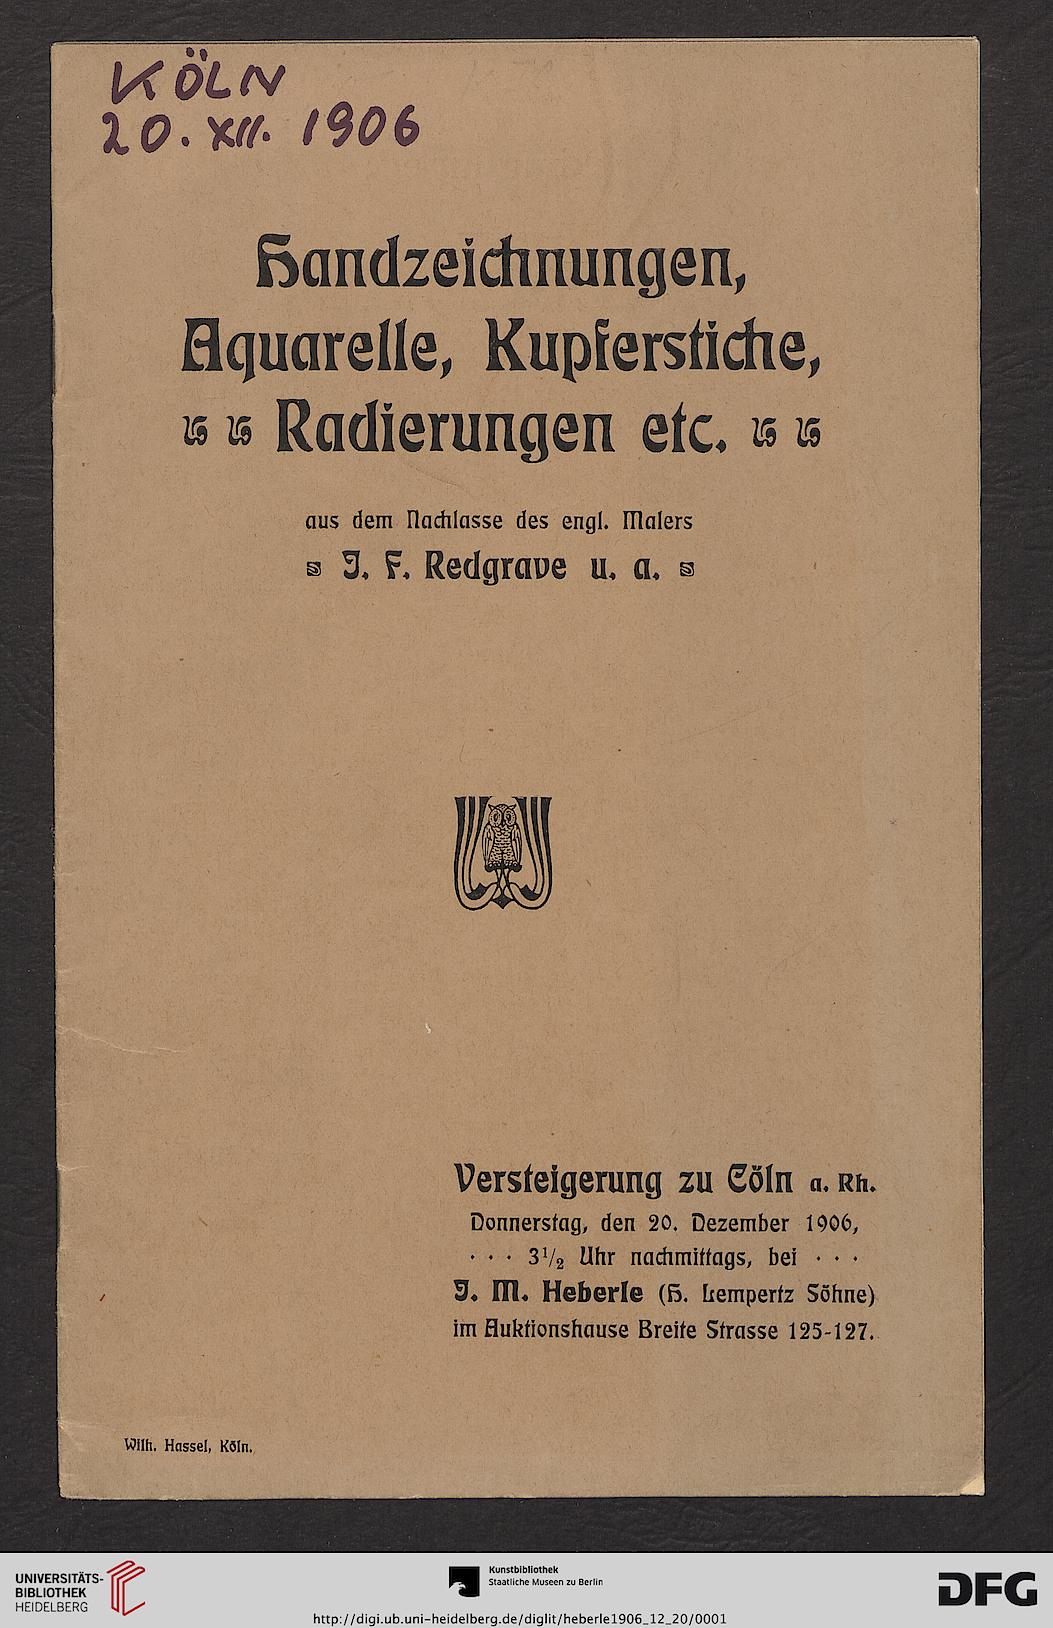 KÖLN
20. XII. 1906
Handzeichnungen,
Aquarelle, Kupferstiche,
Radierungen etc.
aus dem Nachlasse des engl. Malers
J. F. Redgrave u. a.
Versteigerung zu Cöln a. Rh.
Donnerstag, den 20. Dezember 1906,
· · · 3 1/2 Uhr nachmittags, bei · · ·
J. M. Heberle (H. Lempertz Söhne)
im Auktionshause Breite Strasse 125-127.
Wilh. Hassel, Köln.
UNIVERSITÄTS-
BIBLIOTHEK
HEIDELBERG
Kunstbibliothek
Staatliche Museen zu Berlin
DFG
http://digi.ub.uni-heidelberg.de/diglit/heberle1906_12_20/0001